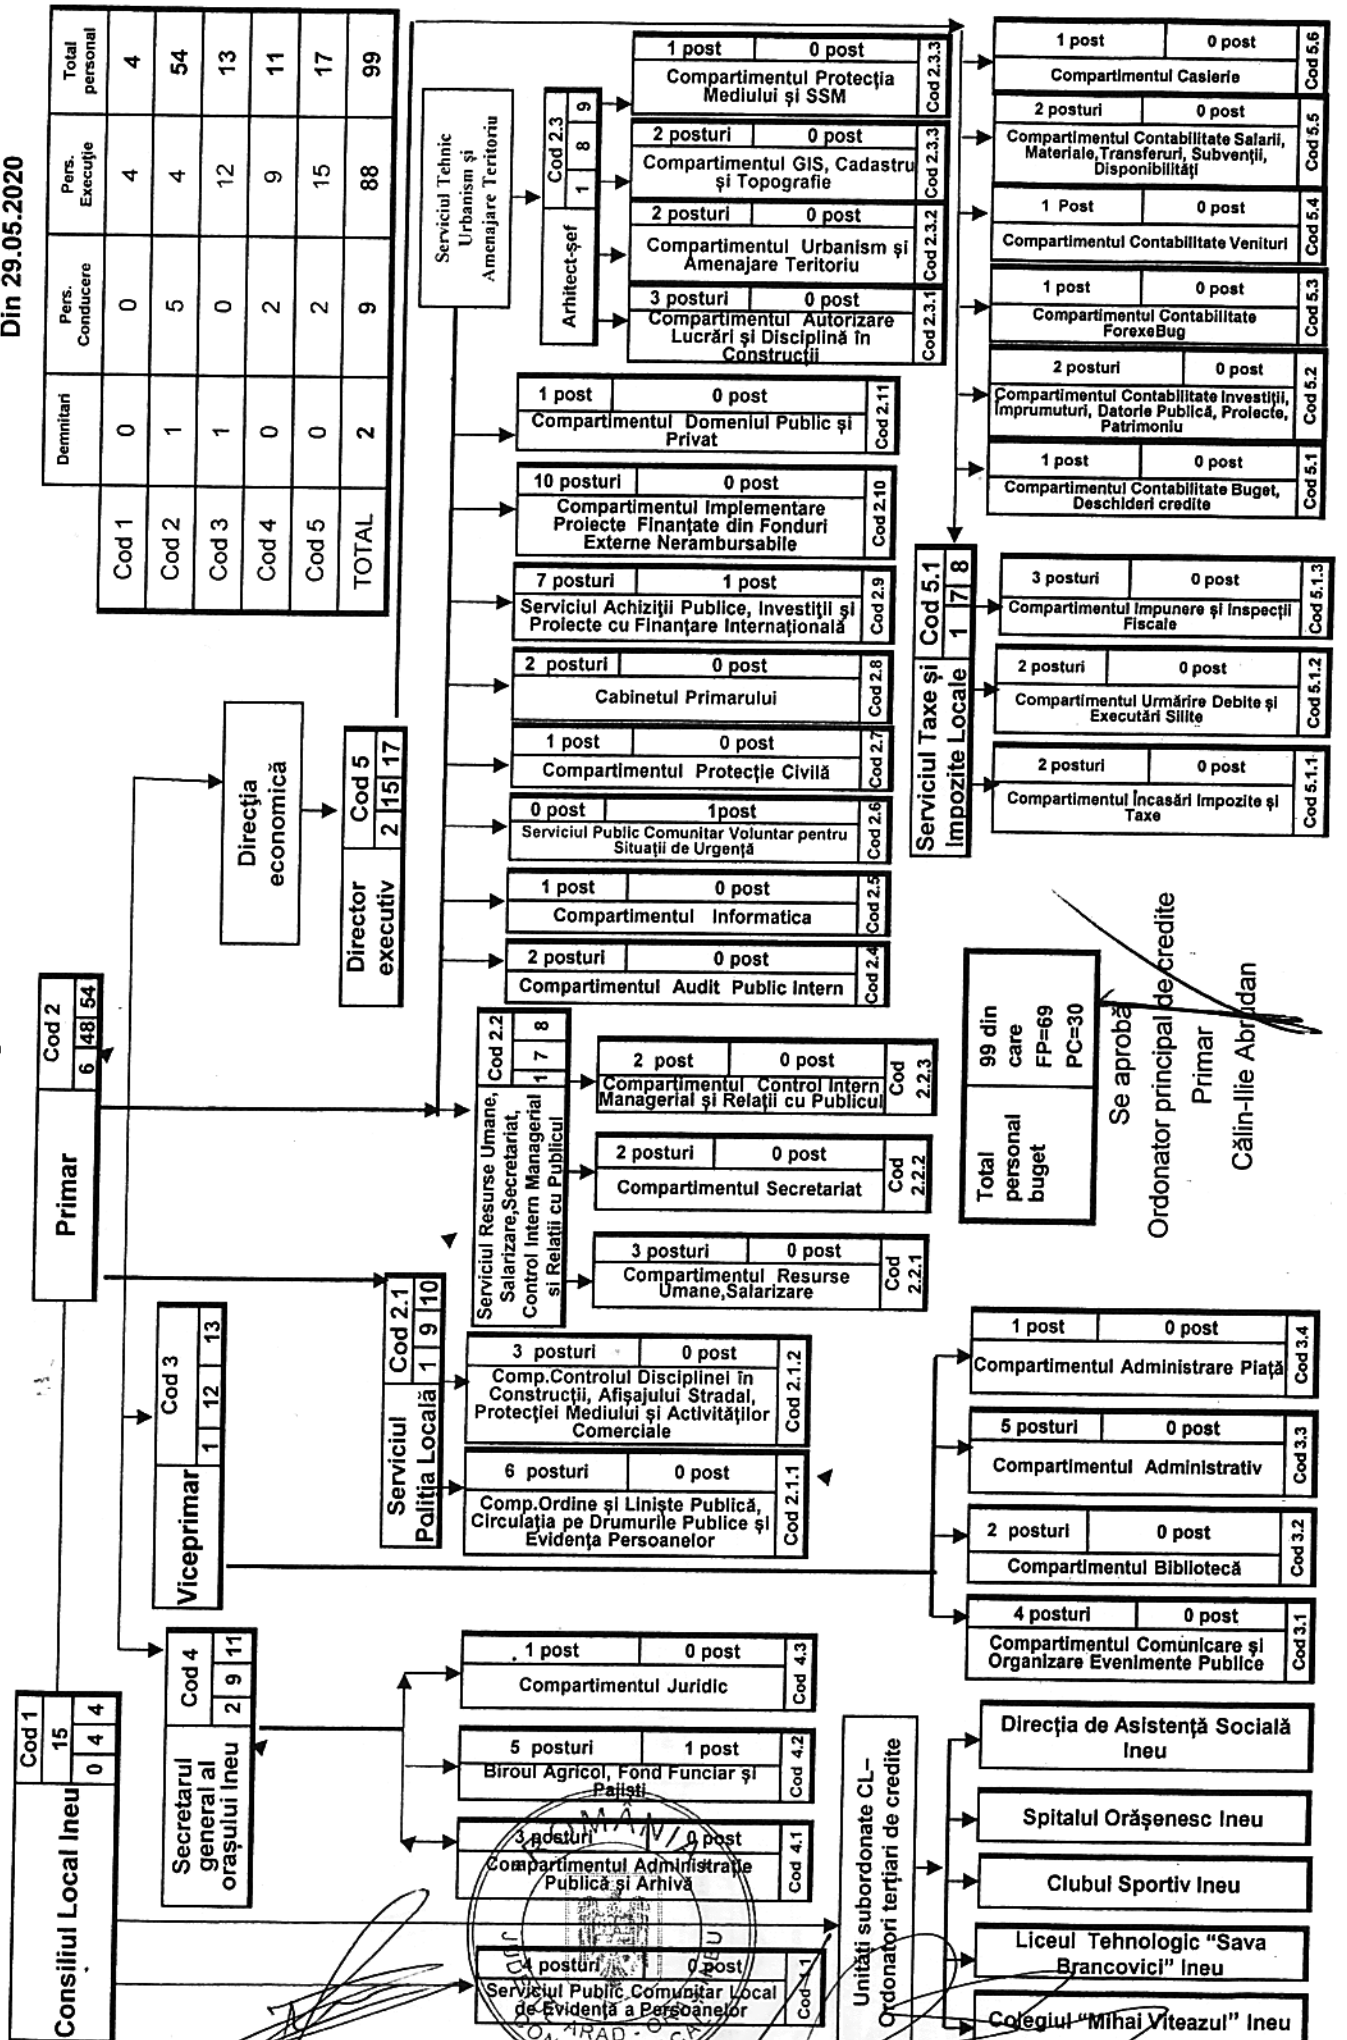 Din 29.05.2020
Demnitari
Pers.
Conducere
Pers.
Execuție
Total
personal
Cod 1 0 0 4 4
Cod 2 1 5 4 54
Cod 3 1 0 12 13
Cod 4 0 2 9 11
Cod 5 0 2 15 17
TOTAL 2 9 88 99
Consiliul Local Ineu
Cod 1
15
0 4 4
Primar
Cod 2
6 48 54
Viceprimar
Cod 3
1 12 13
Secretarul
general al
orașului Ineu
Cod 4
2 9 11
Direcția
economică
Director
executiv
Cod 5
2 15 17
Serviciul Tehnic
Urbanism și
Amenajare Teritoriu
Arhitect-șef
Cod 2.3
1 8 9
1 post 0 post
Compartimentul Protecția
Mediului și SSM
Cod 2.3.3
2 posturi 0 post
Compartimentul GIS, Cadastru
și Topografie
Cod 2.3.3
2 posturi 0 post
Compartimentul Urbanism și
Amenajare Teritoriu
Cod 2.3.2
3 posturi 0 post
Compartimentul Autorizare
Lucrări și Disciplină în
Construcții
Cod 2.3.1
1 post 0 post
Compartimentul Casierie
Cod 5.6
2 posturi 0 post
Compartimentul Contabilitate Salarii,
Materiale,Transferuri, Subvenții,
Disponibilități
Cod 5.5
1 Post 0 post
Compartimentul Contabilitate Venituri
Cod 5.4
1 post 0 post
Compartimentul Contabilitate
ForexeBug
Cod 5.3
2 posturi 0 post
Compartimentul Contabilitate Investiții,
Împrumuturi, Datorie Publică, Proiecte,
Patrimoniu
Cod 5.2
1 post 0 post
Compartimentul Contabilitate Buget,
Deschideri credite
Cod 5.1
1 post 0 post
Compartimentul Domeniul Public și
Privat
Cod 2.11
10 posturi 0 post
Compartimentul Implementare
Proiecte Finanțate din Fonduri
Externe Nerambursabile
Cod 2.10
7 posturi 1 post
Serviciul Achiziții Publice, Investiții și
Proiecte cu Finanțare Internațională
Cod 2.9
2 posturi 0 post
Cabinetul Primarului
Cod 2.8
1 post 0 post
Compartimentul Protecție Civilă
Cod 2.7
0 post 1post
Serviciul Public Comunitar Voluntar pentru
Situații de Urgență
Cod 2.6
1 post 0 post
Compartimentul Informatica
Cod 2.5
2 posturi 0 post
Compartimentul Audit Public Intern
Cod 2.4
Serviciul Taxe și
Impozite Locale
Cod 5.1
1 7 8
3 posturi 0 post
Compartimentul Impunere și Inspecții
Fiscale
Cod 5.1.3
2 posturi 0 post
Compartimentul Urmărire Debite și
Executări Silite
Cod 5.1.2
2 posturi 0 post
Compartimentul Încasări Impozite și
Taxe
Cod 5.1.1
Serviciul Resurse Umane,
Salarizare,Secretariat,
Control Intern Managerial
si Relații cu Publicul
Cod 2.2
1 7 8
2 post 0 post
Compartimentul Control Intern
Managerial și Relații cu Publicul
Cod
2.2.3
2 posturi 0 post
Compartimentul Secretariat
Cod
2.2.2
3 posturi 0 post
Compartimentul Resurse
Umane,Salarizare
Cod
2.2.1
Total
personal
buget
99 din
care
FP=69
PC=30
Se aprobă
Ordonator principal de credite
Primar
Călin-Ilie Abrudan
Serviciul
Poliția Locală
Cod 2.1
1 9 10
3 posturi 0 post
Comp.Controlul Disciplinei în
Construcții, Afișajului Stradal,
Protecției Mediului și Activităților
Comerciale
Cod 2.1.2
6 posturi 0 post
Comp.Ordine și Liniște Publică,
Circulația pe Drumurile Publice și
Evidența Persoanelor
Cod 2.1.1
1 post 0 post
Compartimentul Administrare Piață
Cod 3.4
5 posturi 0 post
Compartimentul Administrativ
Cod 3.3
2 posturi 0 post
Compartimentul Bibliotecă
Cod 3.2
4 posturi 0 post
Compartimentul Comunicare și
Organizare Evenimente Publice
Cod 3.1
1 post 0 post
Compartimentul Juridic
Cod 4.3
5 posturi 1 post
Biroul Agricol, Fond Funciar și
Pajiști
Cod 4.2
3 posturi 0 post
Compartimentul Administrație
Publică și Arhivă
Cod 4.1
4 posturi 0 post
Serviciul Public Comunitar Local
de Evidență a Persoanelor
Cod 1.1
ROMÂNIA
Unități subordonate CL–
Ordonatori terțiari de credite
Direcția de Asistență Socială
Ineu
Spitalul Orășenesc Ineu
Clubul Sportiv Ineu
Liceul Tehnologic “Sava
Brancovici” Ineu
Colegiul “Mihai Viteazul” Ineu